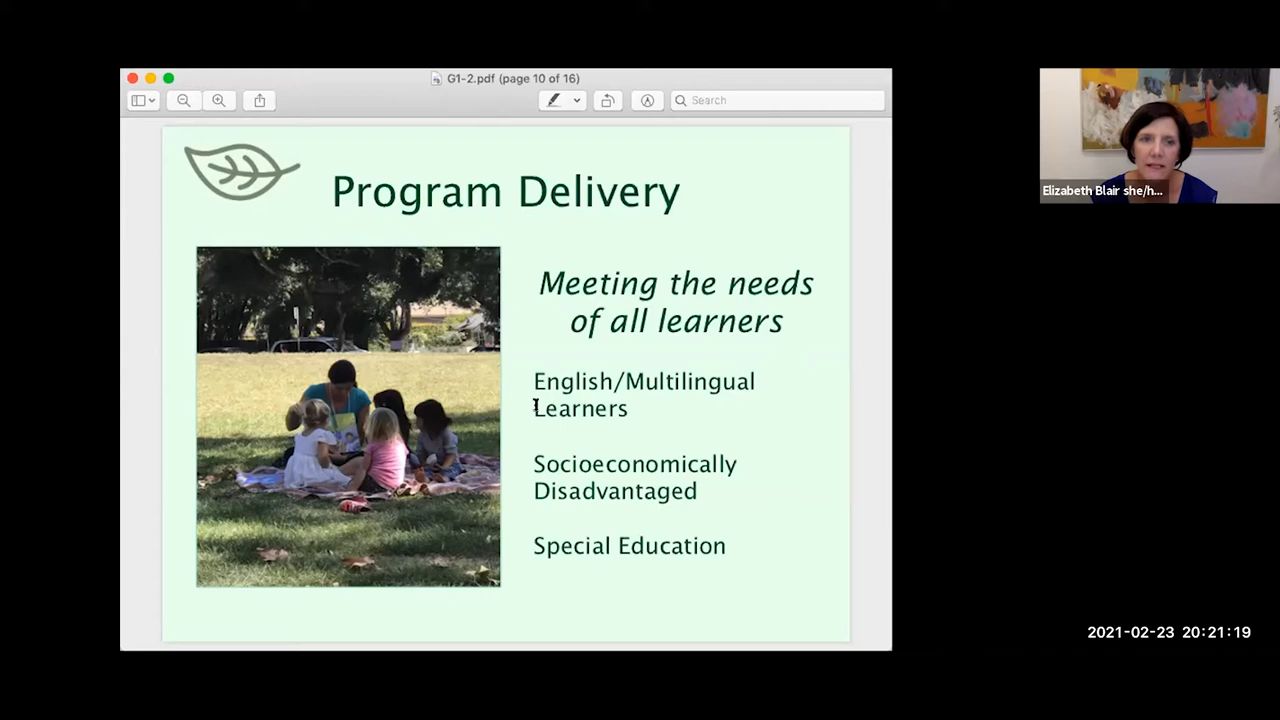 G1-2.pdf (page 10 of 16)
Search
Program Delivery
Meeting the needs
of all learners
English/Multilingual
Learners
Socioeconomically
Disadvantaged
Special Education
Elizabeth Blair she/h...
2021-02-23 20:21:19